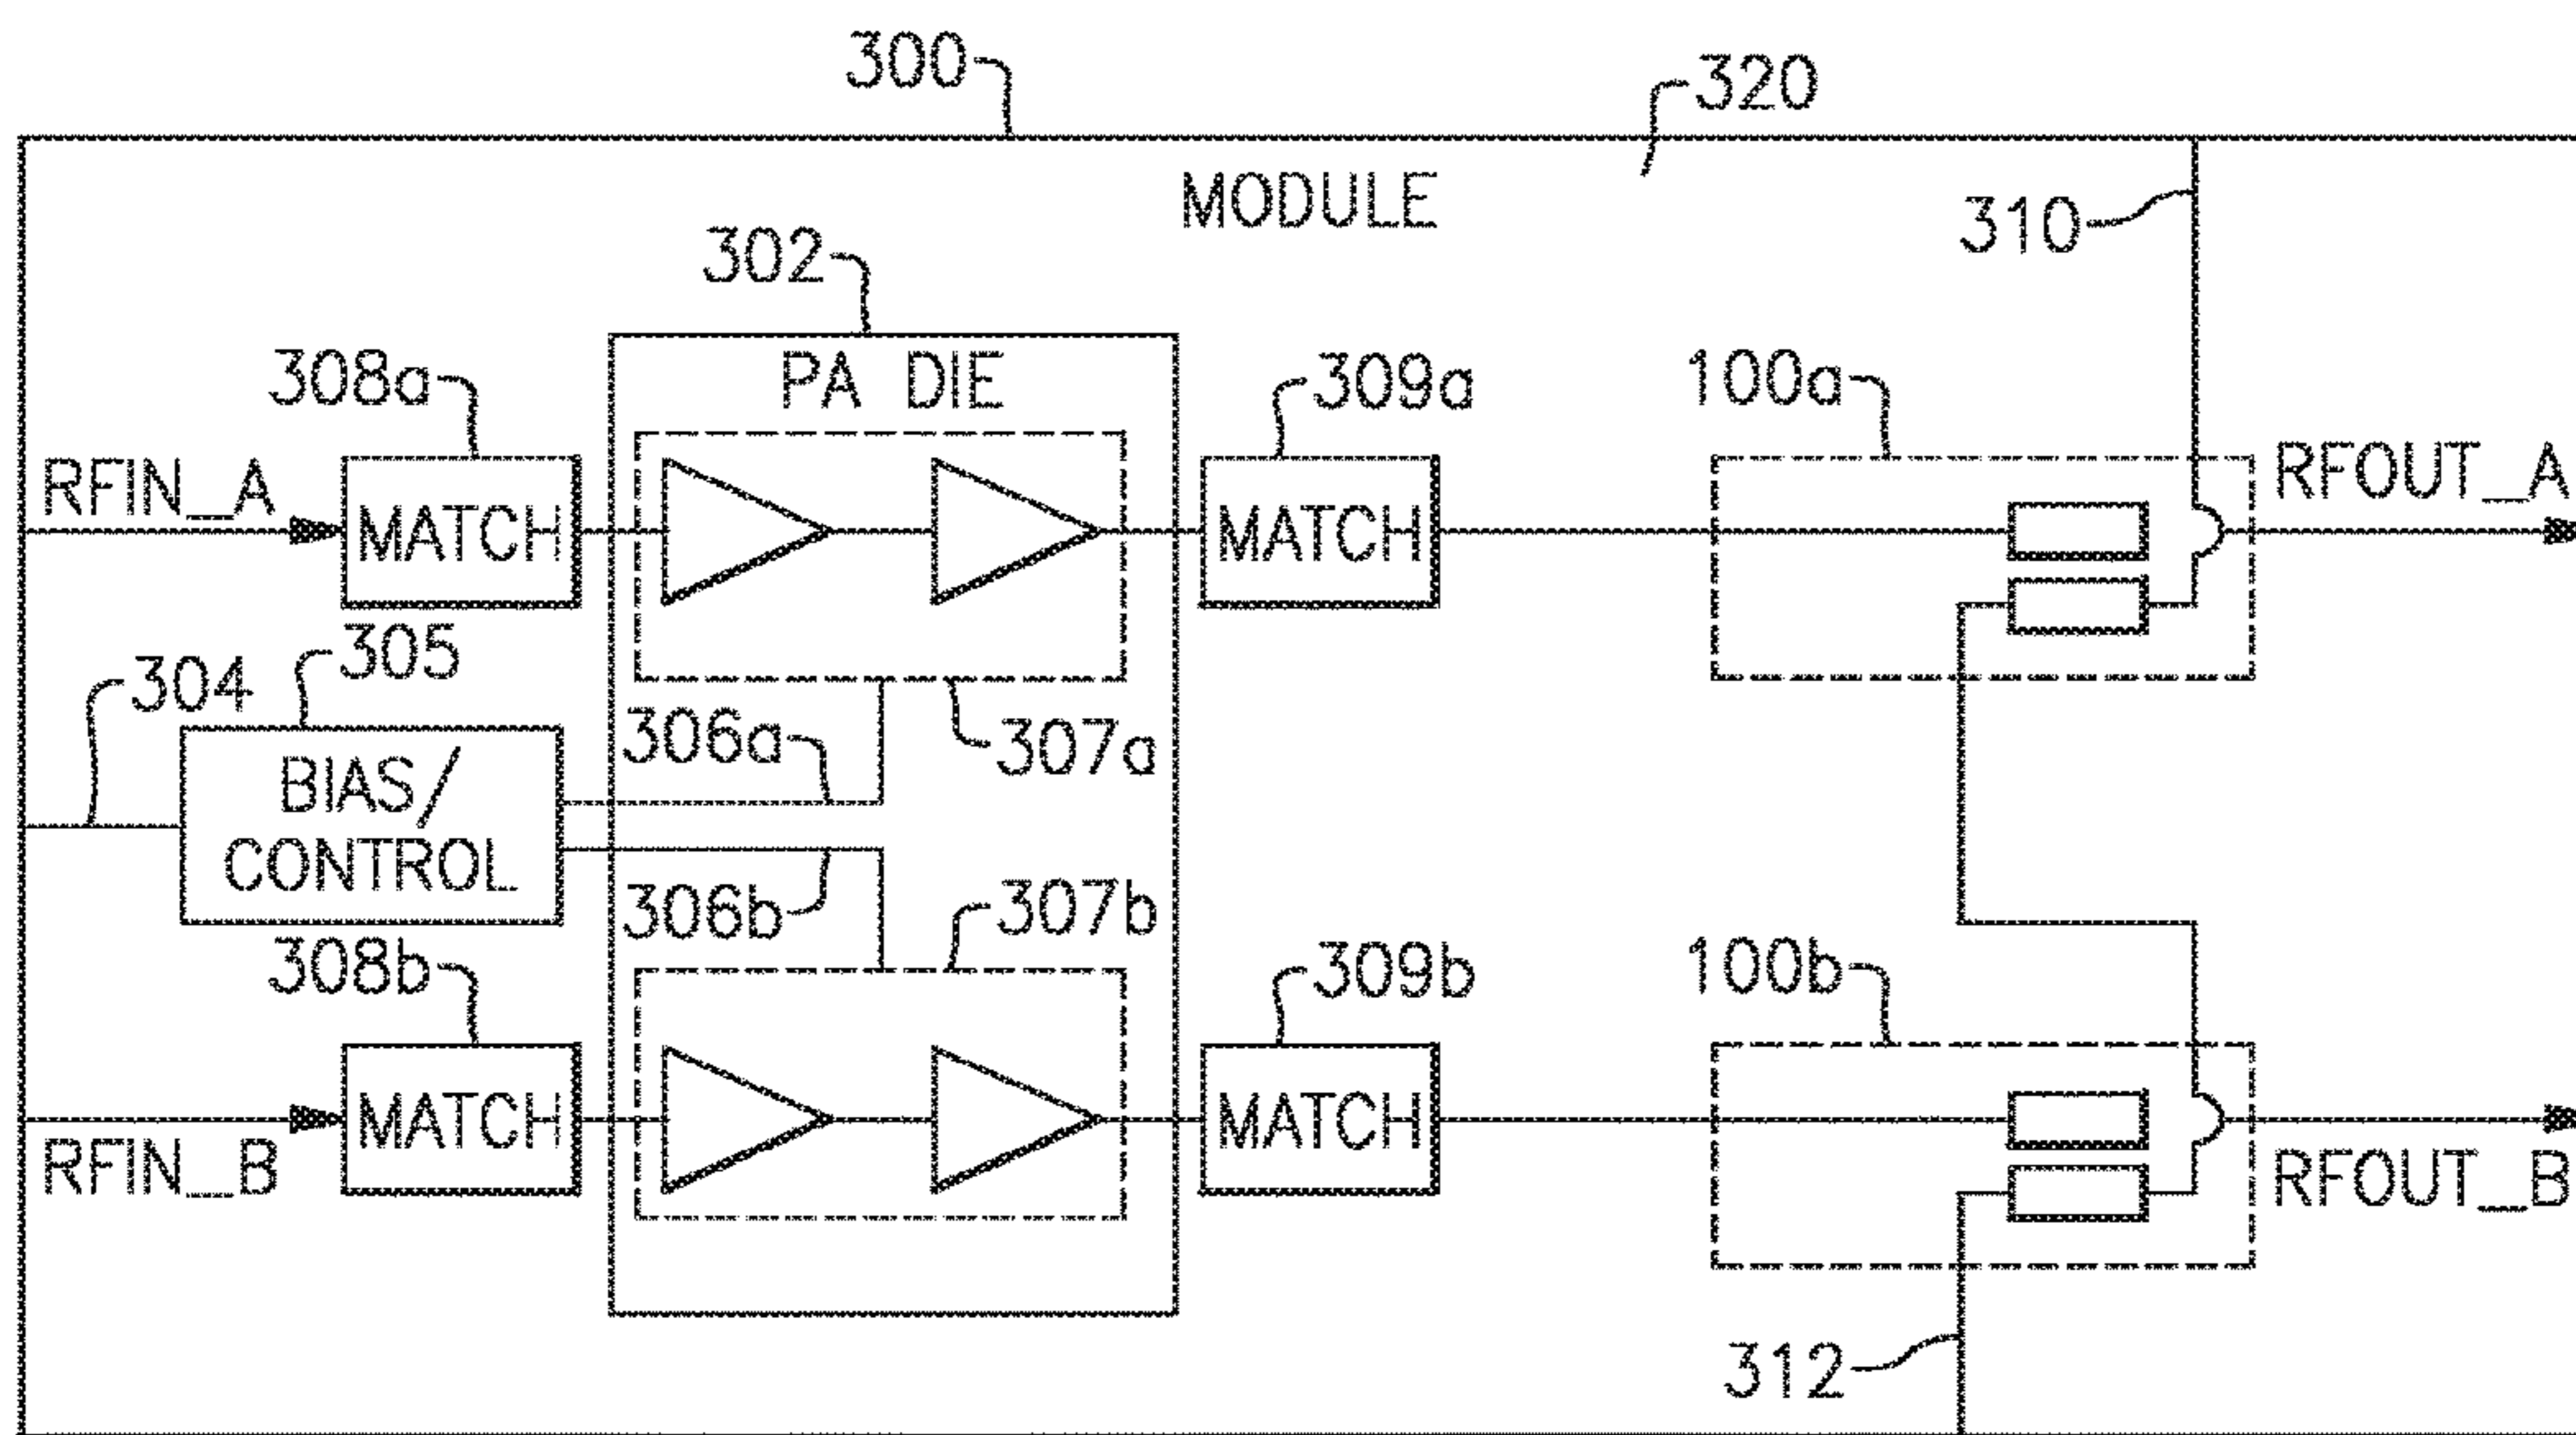 300
320
MODULE
310
302
PA DIE
308a
309a
100a
RFIN_A
MATCH
MATCH
RFOUT_A
304
305
306a
307a
BIAS/
CONTROL
306b
307b
308b
309b
100b
MATCH
MATCH
RFIN_B
RFOUT_B
312